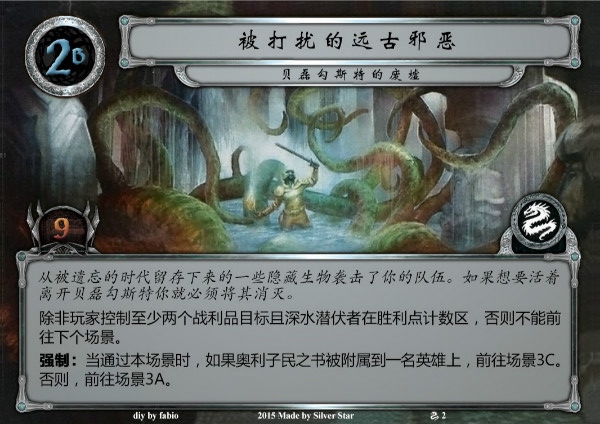 2B
被打扰的远古邪恶
贝磊勾斯特的废墟
9
从被遗忘的时代留存下来的一些隐藏生物袭击了你的队伍。如果想要活着
离开贝磊勾斯特你就必须将其消灭。
除非玩家控制至少两个战利品目标且深水潜伏者在胜利点计数区，否则不能前
往下个场景。
强制：当通过本场景时，如果奥利子民之书被附属到一名英雄上，前往场景3C。
否则，前往场景3A。
diy by fabio 2015 Made by Silver Star 2